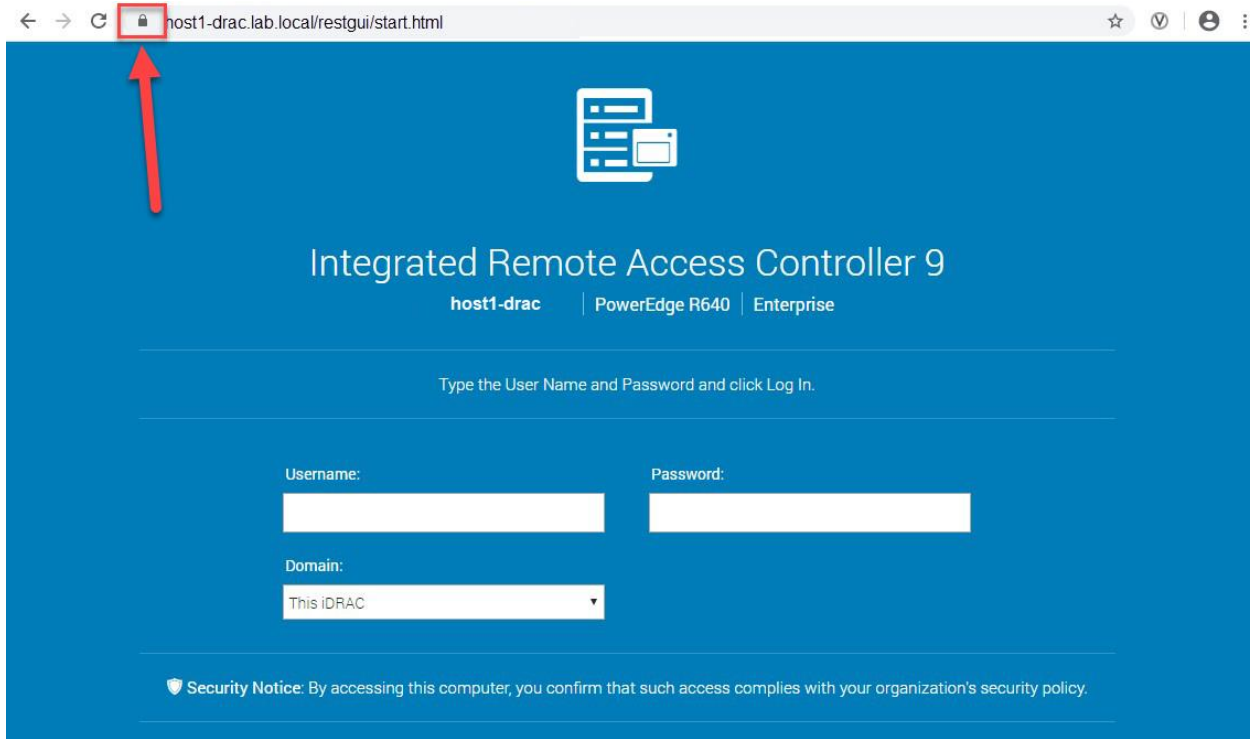 host1-drac.lab.local/restgui/start.html
Integrated Remote Access Controller 9
host1-drac PowerEdge R640 Enterprise
Type the User Name and Password and click Log In.
Username: Password:
Domain:
This iDRAC
Security Notice: By accessing this computer, you confirm that such access complies with your organization's security policy.